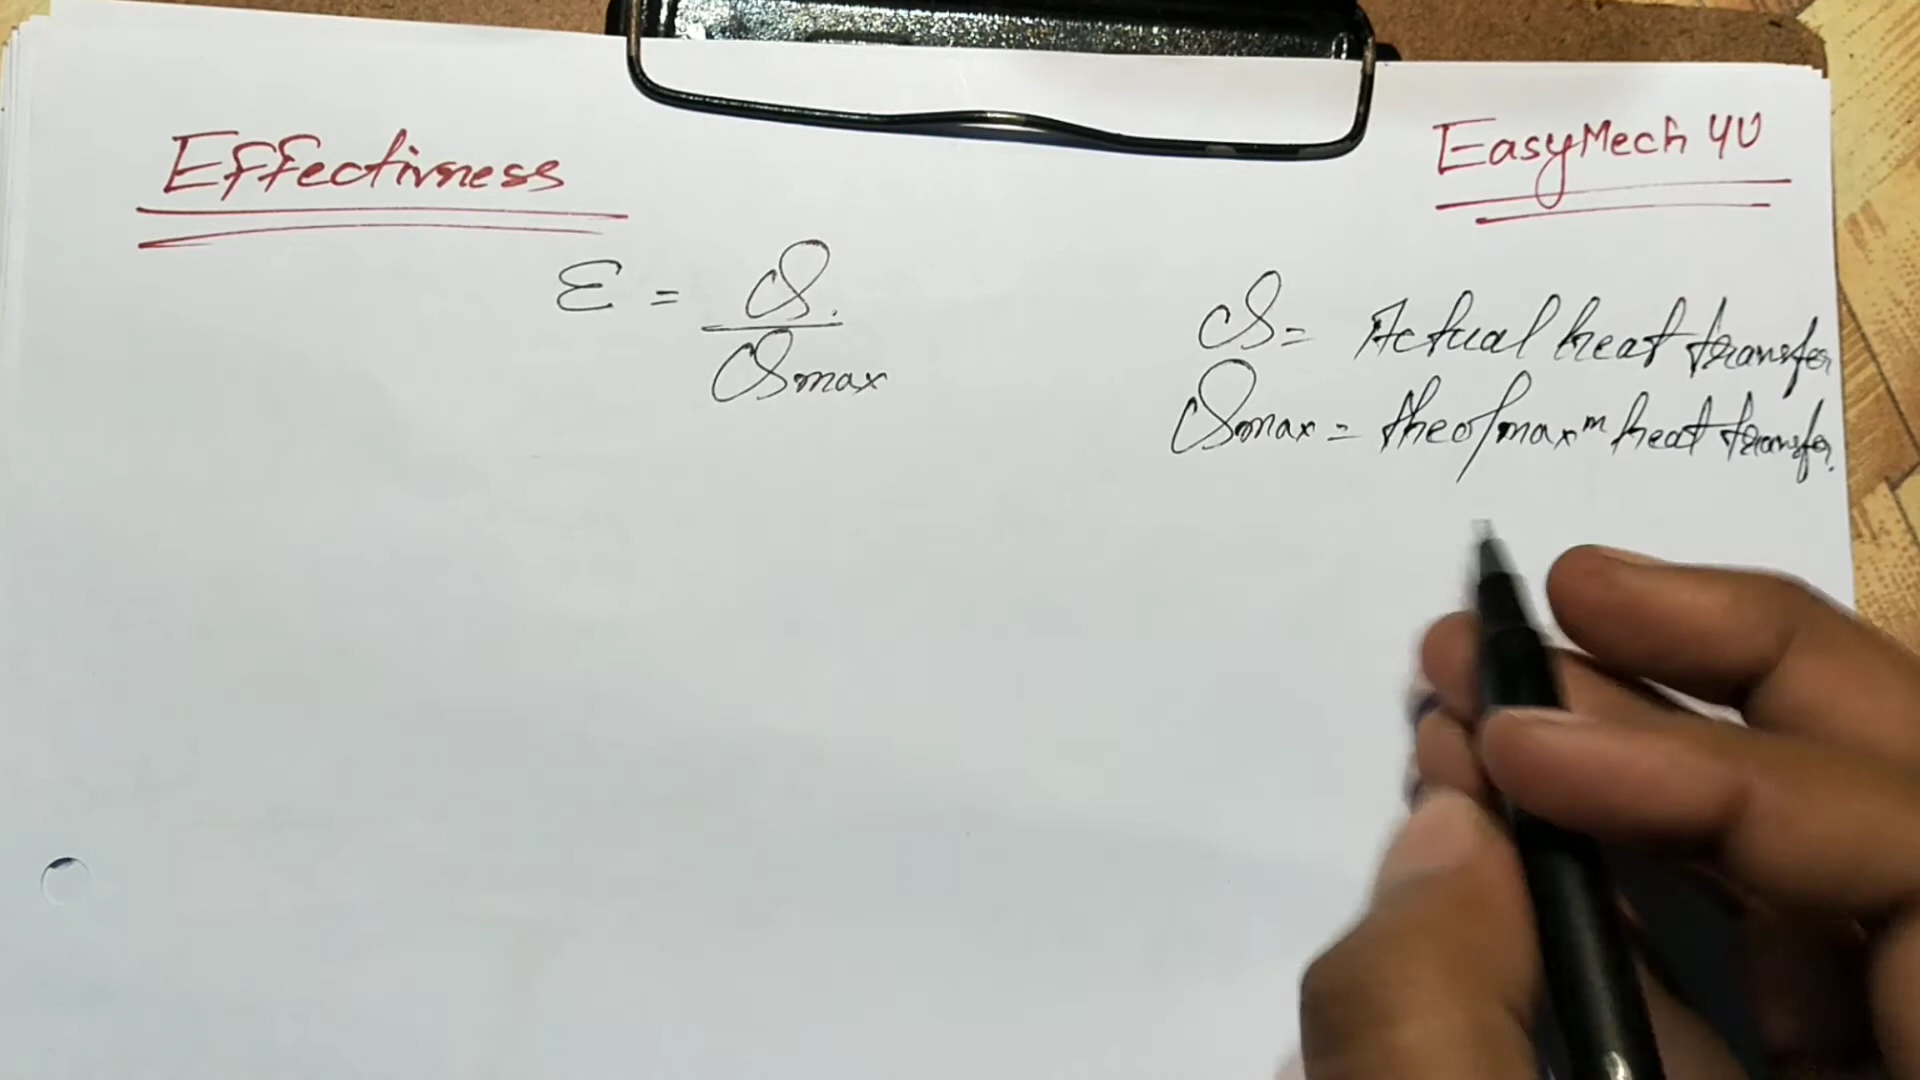 Effectivness
EasyMech 4U
ε = Q
Qmax
Q = Actual heat transfer
Qmax = theo/maxᵐ heat transfer.